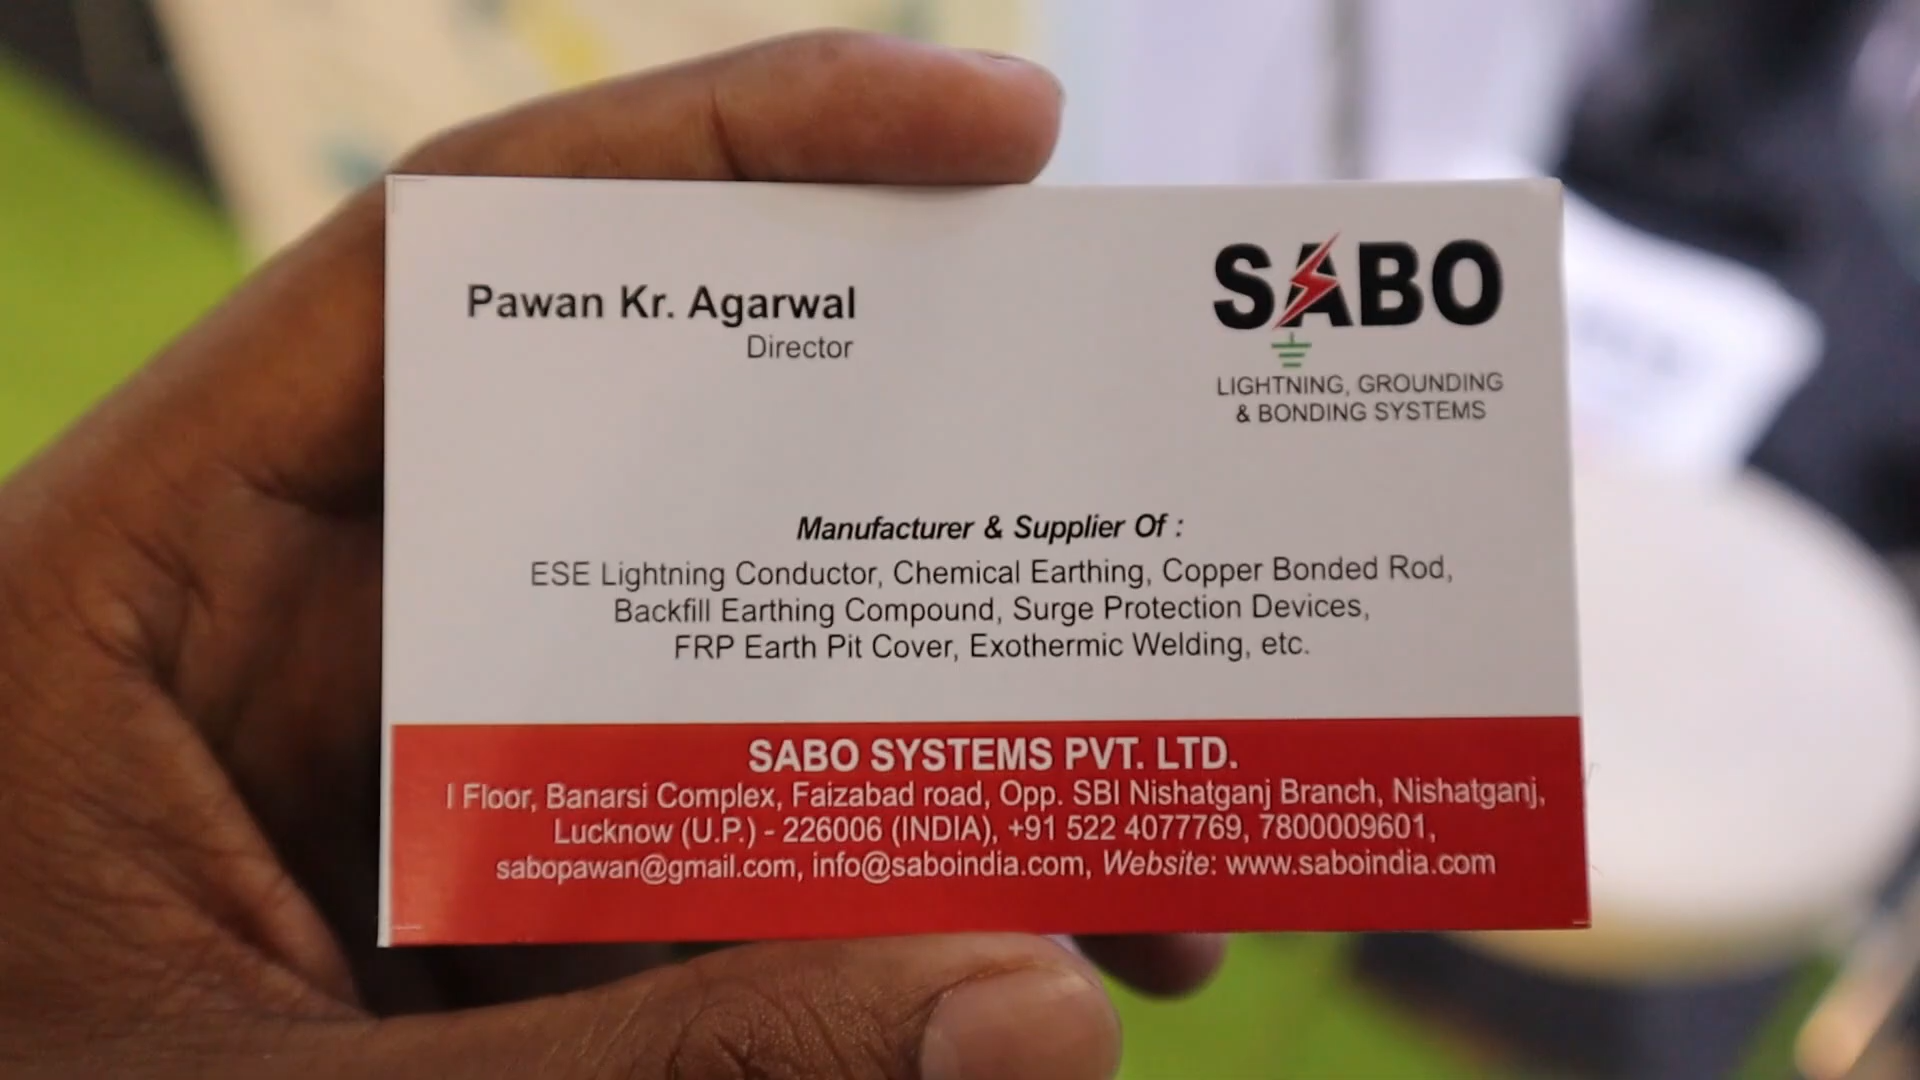 Pawan Kr. Agarwal
Director
SABO
LIGHTNING, GROUNDING
& BONDING SYSTEMS
Manufacturer & Supplier Of :
ESE Lightning Conductor, Chemical Earthing, Copper Bonded Rod,
Backfill Earthing Compound, Surge Protection Devices,
FRP Earth Pit Cover, Exothermic Welding, etc.
SABO SYSTEMS PVT. LTD.
I Floor, Banarsi Complex, Faizabad road, Opp. SBI Nishatganj Branch, Nishatganj,
Lucknow (U.P.) - 226006 (INDIA), +91 522 4077769, 7800009601,
sabopawan@gmail.com, info@saboindia.com, Website: www.saboindia.com